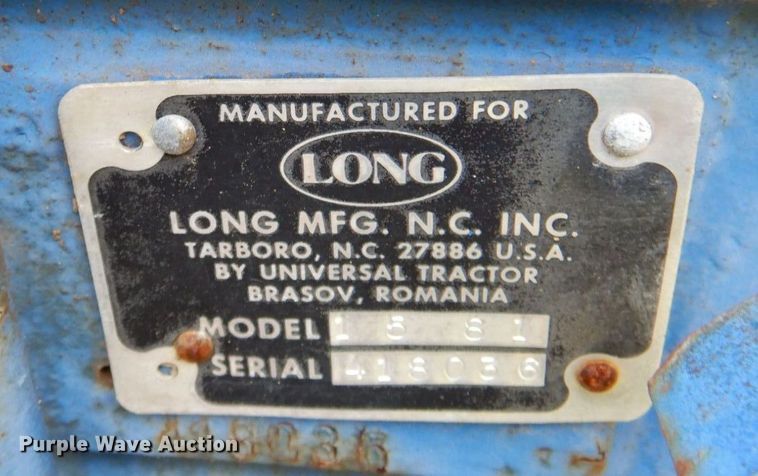 MANUFACTURED FOR
LONG
LONG MFG. N.C. INC.
TARBORO, N.C. 27886 U.S.A.
BY UNIVERSAL TRACTOR
BRASOV, ROMANIA
MODEL
SERIAL 418036
Purple Wave Auction